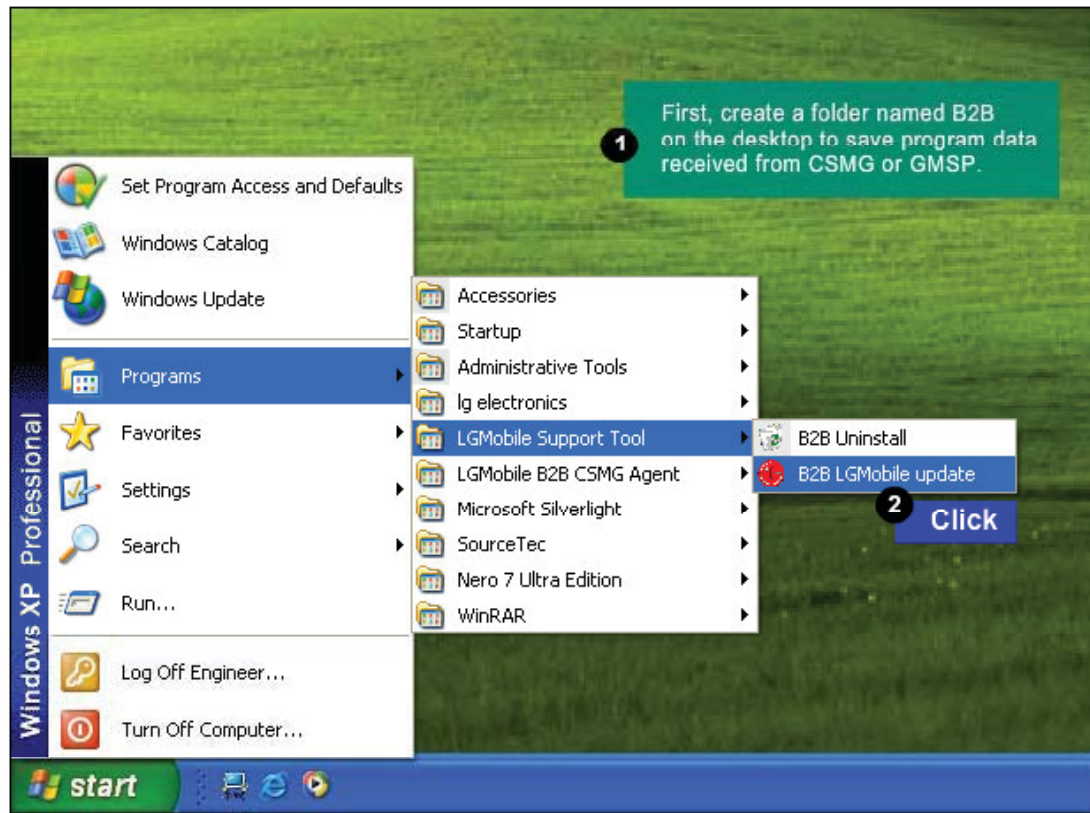 1
First, create a folder named B2B
on the desktop to save program data
received from CSMG or GMSP.
Set Program Access and Defaults
Windows Catalog
Windows Update
Programs
Favorites
Settings
Search
Run...
Log Off Engineer...
Turn Off Computer...
Windows XP Professional
Accessories
Startup
Administrative Tools
lg electronics
LGMobile Support Tool
LGMobile B2B CSMG Agent
Microsoft Silverlight
SourceTec
Nero 7 Ultra Edition
WinRAR
B2B Uninstall
B2B LGMobile update
2
Click
start